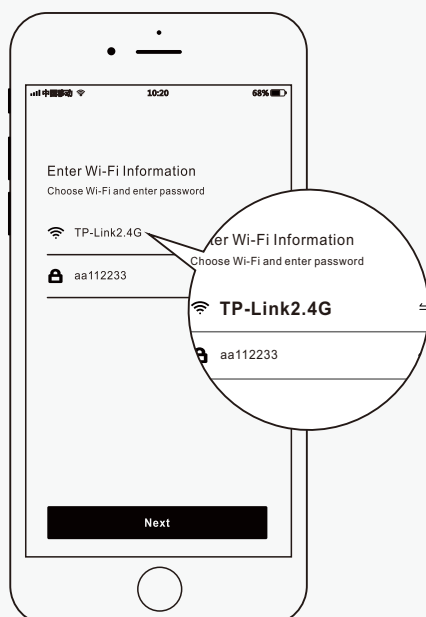 中国移动 10:20 68%
Enter Wi-Fi Information
Choose Wi-Fi and enter password
TP-Link2.4G
aa112233
ter Wi-Fi Information
Choose Wi-Fi and enter password
TP-Link2.4G
aa112233
Next